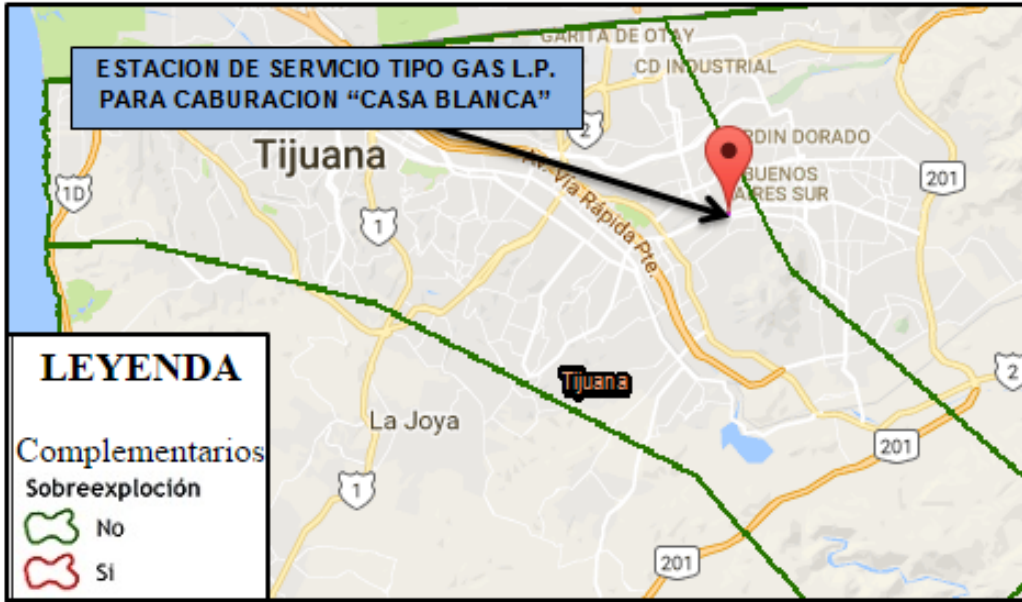 GARITA DE OTAY
ESTACION DE SERVICIO TIPO GAS L.P.
PARA CABURACION “CASA BLANCA”
CD INDUSTRIAL
2
RDIN DORADO
Tijuana
BUENOS
AIRES SUR
201
1D
1
Av. Vía Rápida Pte.
LEYENDA
Complementarios
Sobreexploción
No
Si
Tijuana
La Joya
2
201
1
201